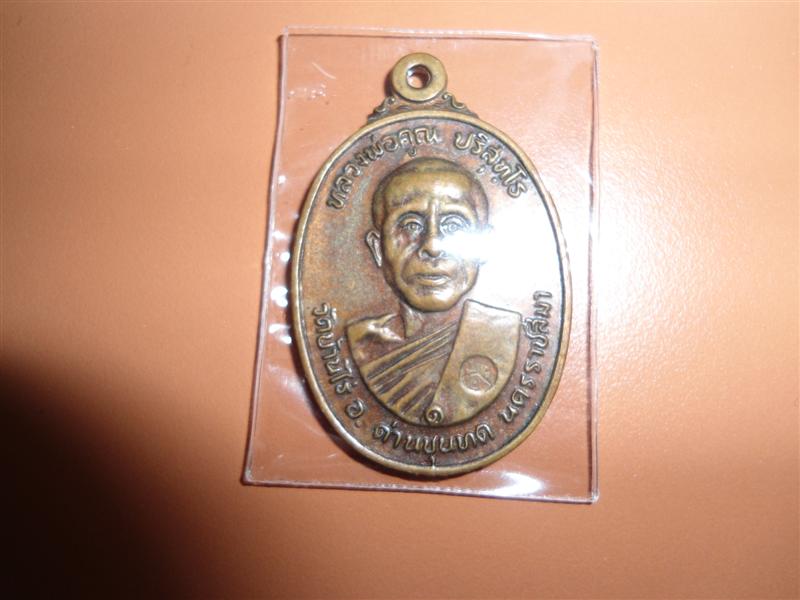 หลวงพ่อคูณ ปริสุทฺโธ
วัดบ้านไร่ อ. ด่านขุนทด นครราชสีมา
๑